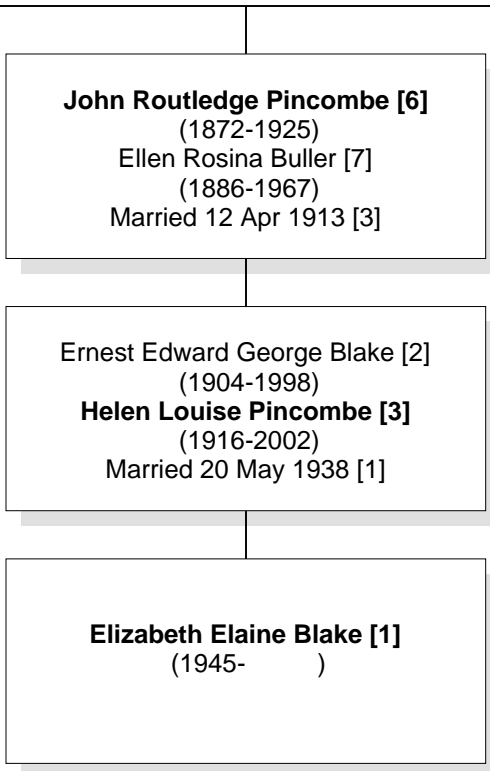 John Routledge Pincombe [6]
(1872-1925)
Ellen Rosina Buller [7]
(1886-1967)
Married 12 Apr 1913 [3]
Ernest Edward George Blake [2]
(1904-1998)
Helen Louise Pincombe [3]
(1916-2002)
Married 20 May 1938 [1]
Elizabeth Elaine Blake [1]
(1945-          )